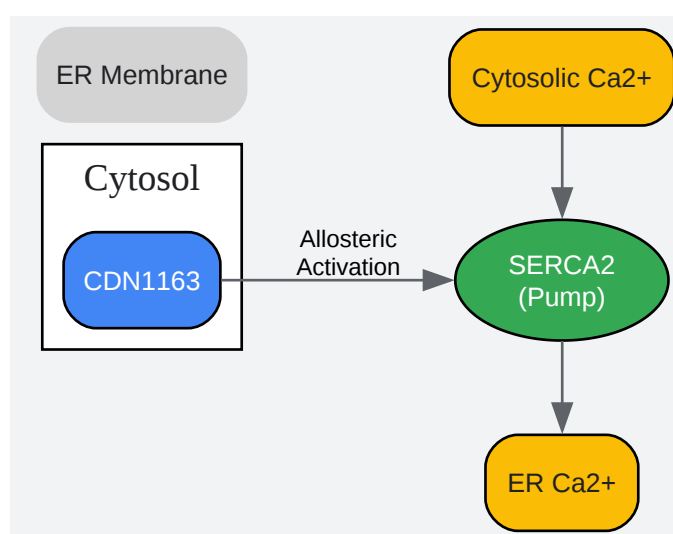 ER Membrane
Cytosolic Ca2+
Cytosol
CDN1163
Allosteric
Activation
SERCA2
(Pump)
ER Ca2+